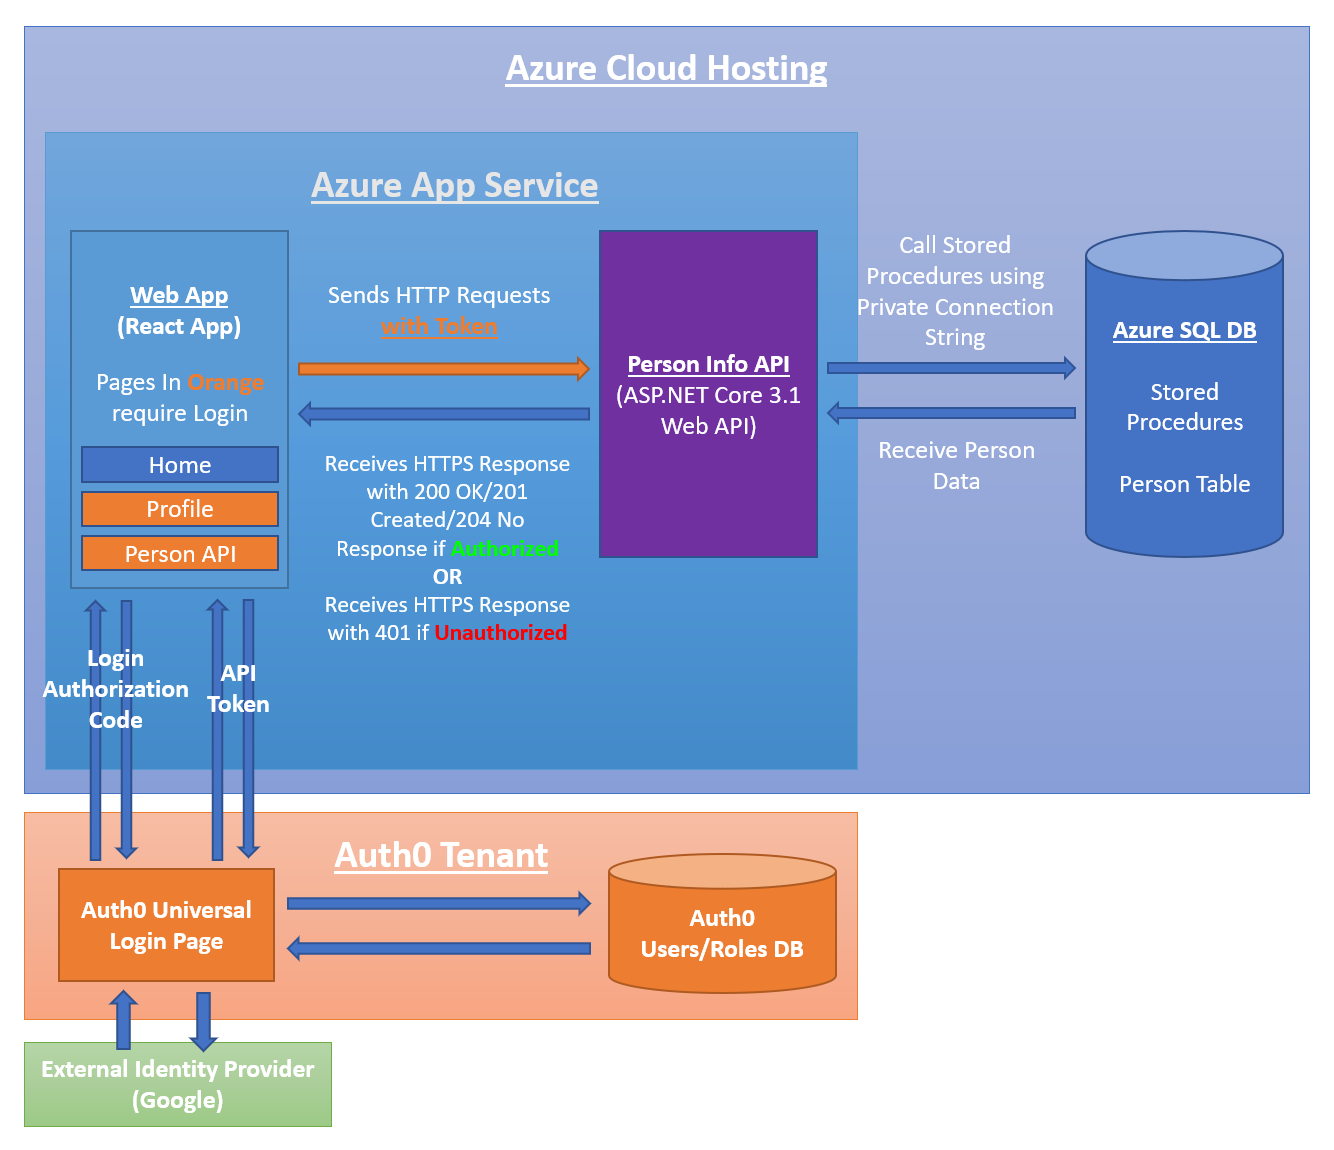 Azure Cloud Hosting
Azure App Service
Web App
(React App)
Pages In Orange
require Login
Home
Profile
Person API
Sends HTTP Requests
with Token
Receives HTTPS Response
with 200 OK/201
Created/204 No
Response if Authorized
OR
Receives HTTPS Response
with 401 if Unauthorized
Person Info API
(ASP.NET Core 3.1
Web API)
Call Stored
Procedures using
Private Connection
String
Receive Person
Data
Azure SQL DB
Stored
Procedures
Person Table
Login
Authorization
Code
API
Token
Auth0 Tenant
Auth0 Universal
Login Page
Auth0
Users/Roles DB
External Identity Provider
(Google)